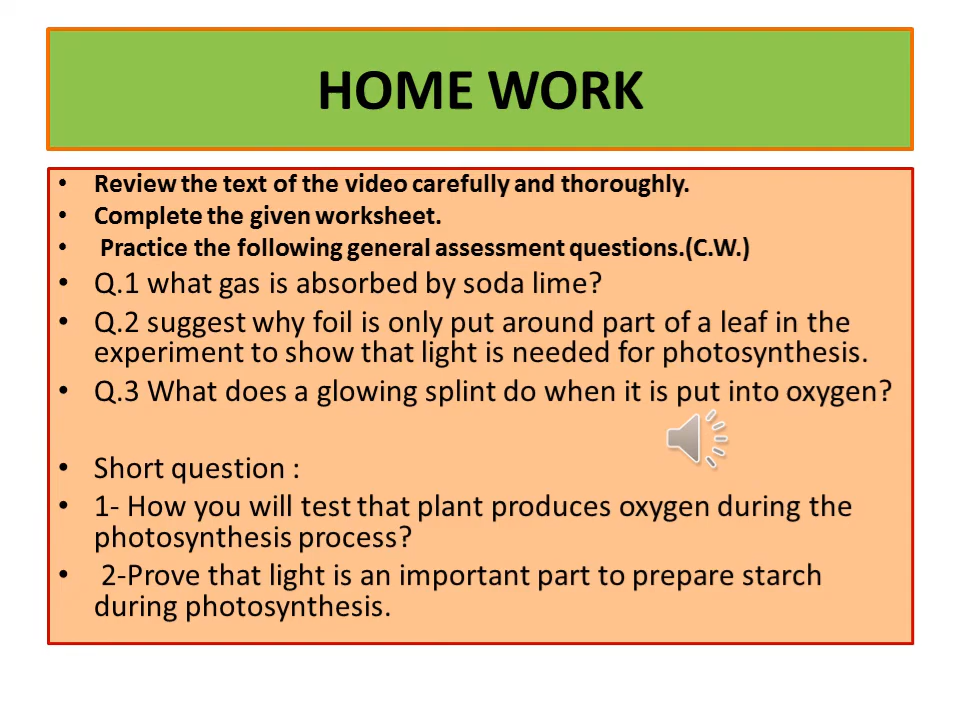 HOME WORK
• Review the text of the video carefully and thoroughly.
• Complete the given worksheet.
• Practice the following general assessment questions.(C.W.)
• Q.1 what gas is absorbed by soda lime?
• Q.2 suggest why foil is only put around part of a leaf in the
experiment to show that light is needed for photosynthesis.
• Q.3 What does a glowing splint do when it is put into oxygen?
• Short question :
• 1- How you will test that plant produces oxygen during the
photosynthesis process?
• 2-Prove that light is an important part to prepare starch
during photosynthesis.